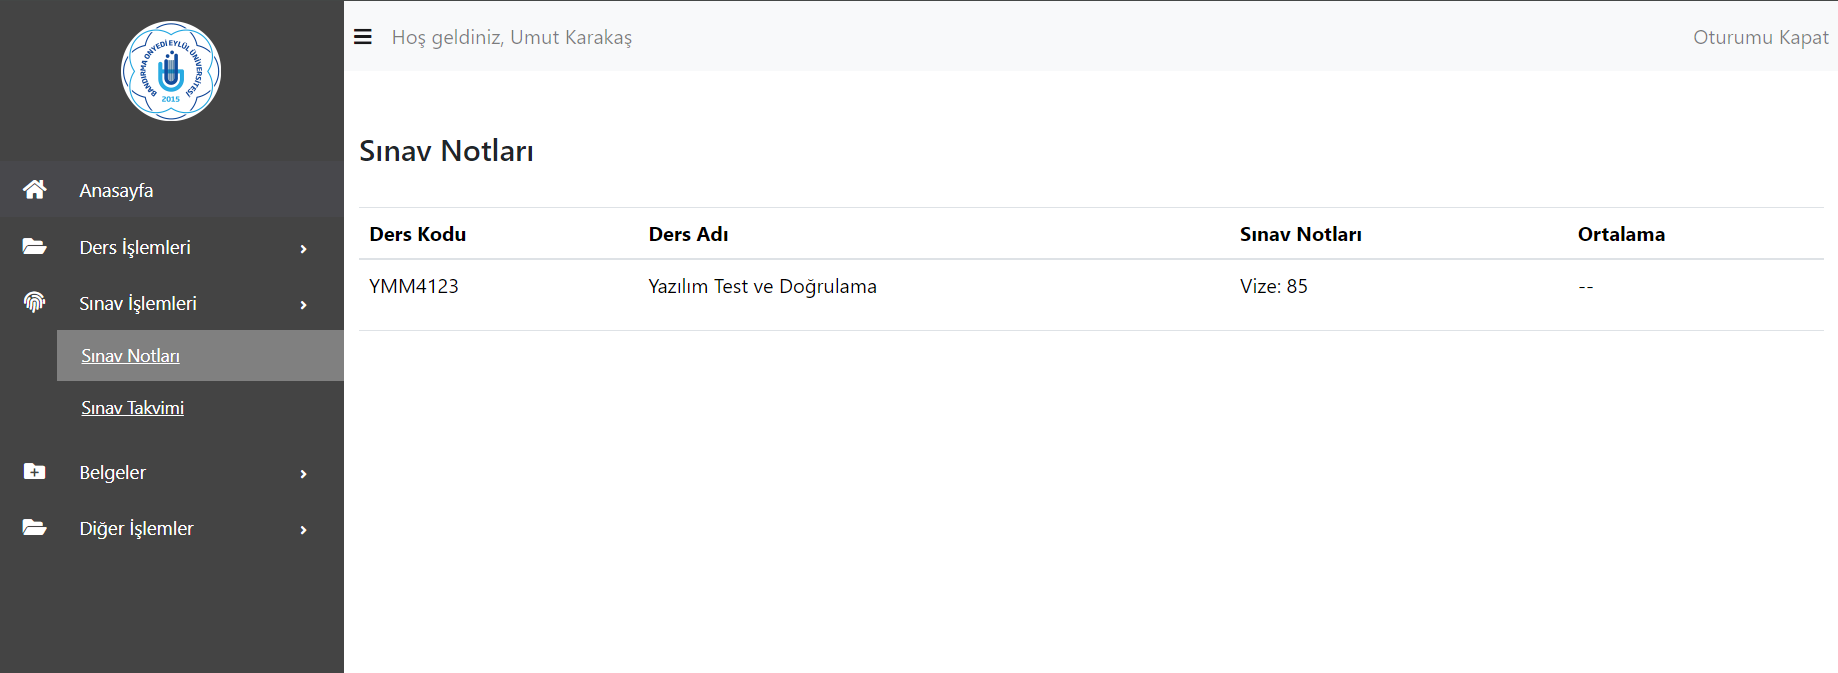 BANDIRMA ONYEDİ EYLÜL ÜNİVERSİTESİ
2015
Hoş geldiniz, Umut Karakaş
Oturumu Kapat
Anasayfa
Ders İşlemleri
Sınav İşlemleri
Sınav Notları
Sınav Takvimi
Belgeler
Diğer İşlemler
Sınav Notları
Ders Kodu Ders Adı Sınav Notları Ortalama
YMM4123 Yazılım Test ve Doğrulama Vize: 85 --